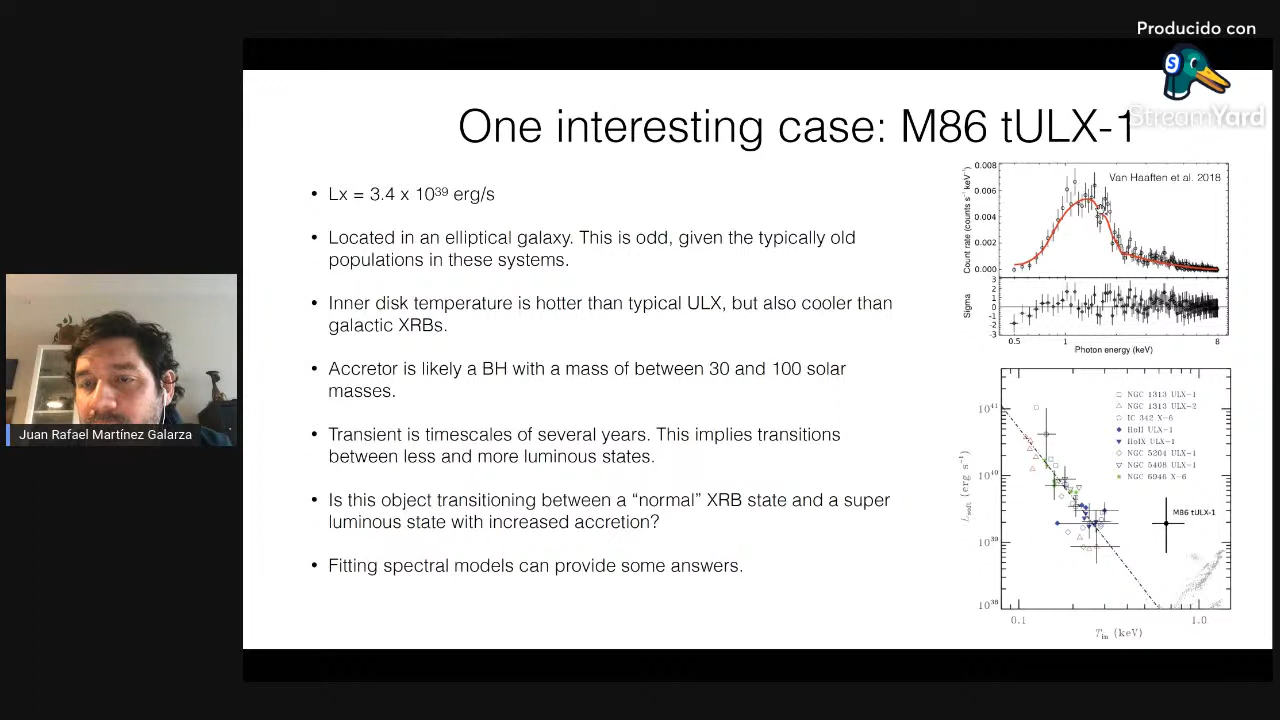 Producido con
StreamYard
One interesting case: M86 tULX-1
• Lx = 3.4 x 10³⁹ erg/s
• Located in an elliptical galaxy. This is odd, given the typically old
populations in these systems.
• Inner disk temperature is hotter than typical ULX, but also cooler than
galactic XRBs.
• Accretor is likely a BH with a mass of between 30 and 100 solar
masses.
• Transient is timescales of several years. This implies transitions
between less and more luminous states.
• Is this object transitioning between a “normal” XRB state and a super
luminous state with increased accretion?
• Fitting spectral models can provide some answers.
Van Haaften et al. 2018
Count rate (counts s⁻¹ keV⁻¹)
0.008
0.006
0.004
0.002
0.000
Sigma
3
2
1
0
-1
-2
-3
0.5 1 8
Photon energy (keV)
NGC 1313 ULX-1
NGC 1313 ULX-2
IC 342 X-6
HoII ULX-1
HoIX ULX-1
NGC 5204 ULX-1
NGC 5408 ULX-1
NGC 6946 X-6
M86 tULX-1
L_soft (erg s⁻¹)
10⁴¹
10⁴⁰
10³⁹
10³⁸
0.1 1.0
T_in (keV)
Juan Rafael Martínez Galarza